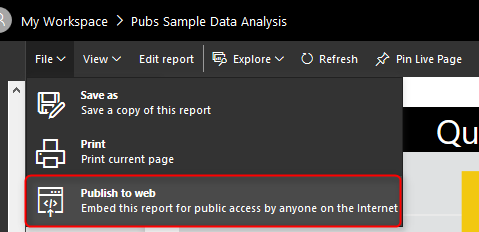 My Workspace > Pubs Sample Data Analysis
File View Edit report Explore Refresh Pin Live Page
Save as
Save a copy of this report
Print
Print current page
Publish to web
Embed this report for public access by anyone on the Internet
Qu